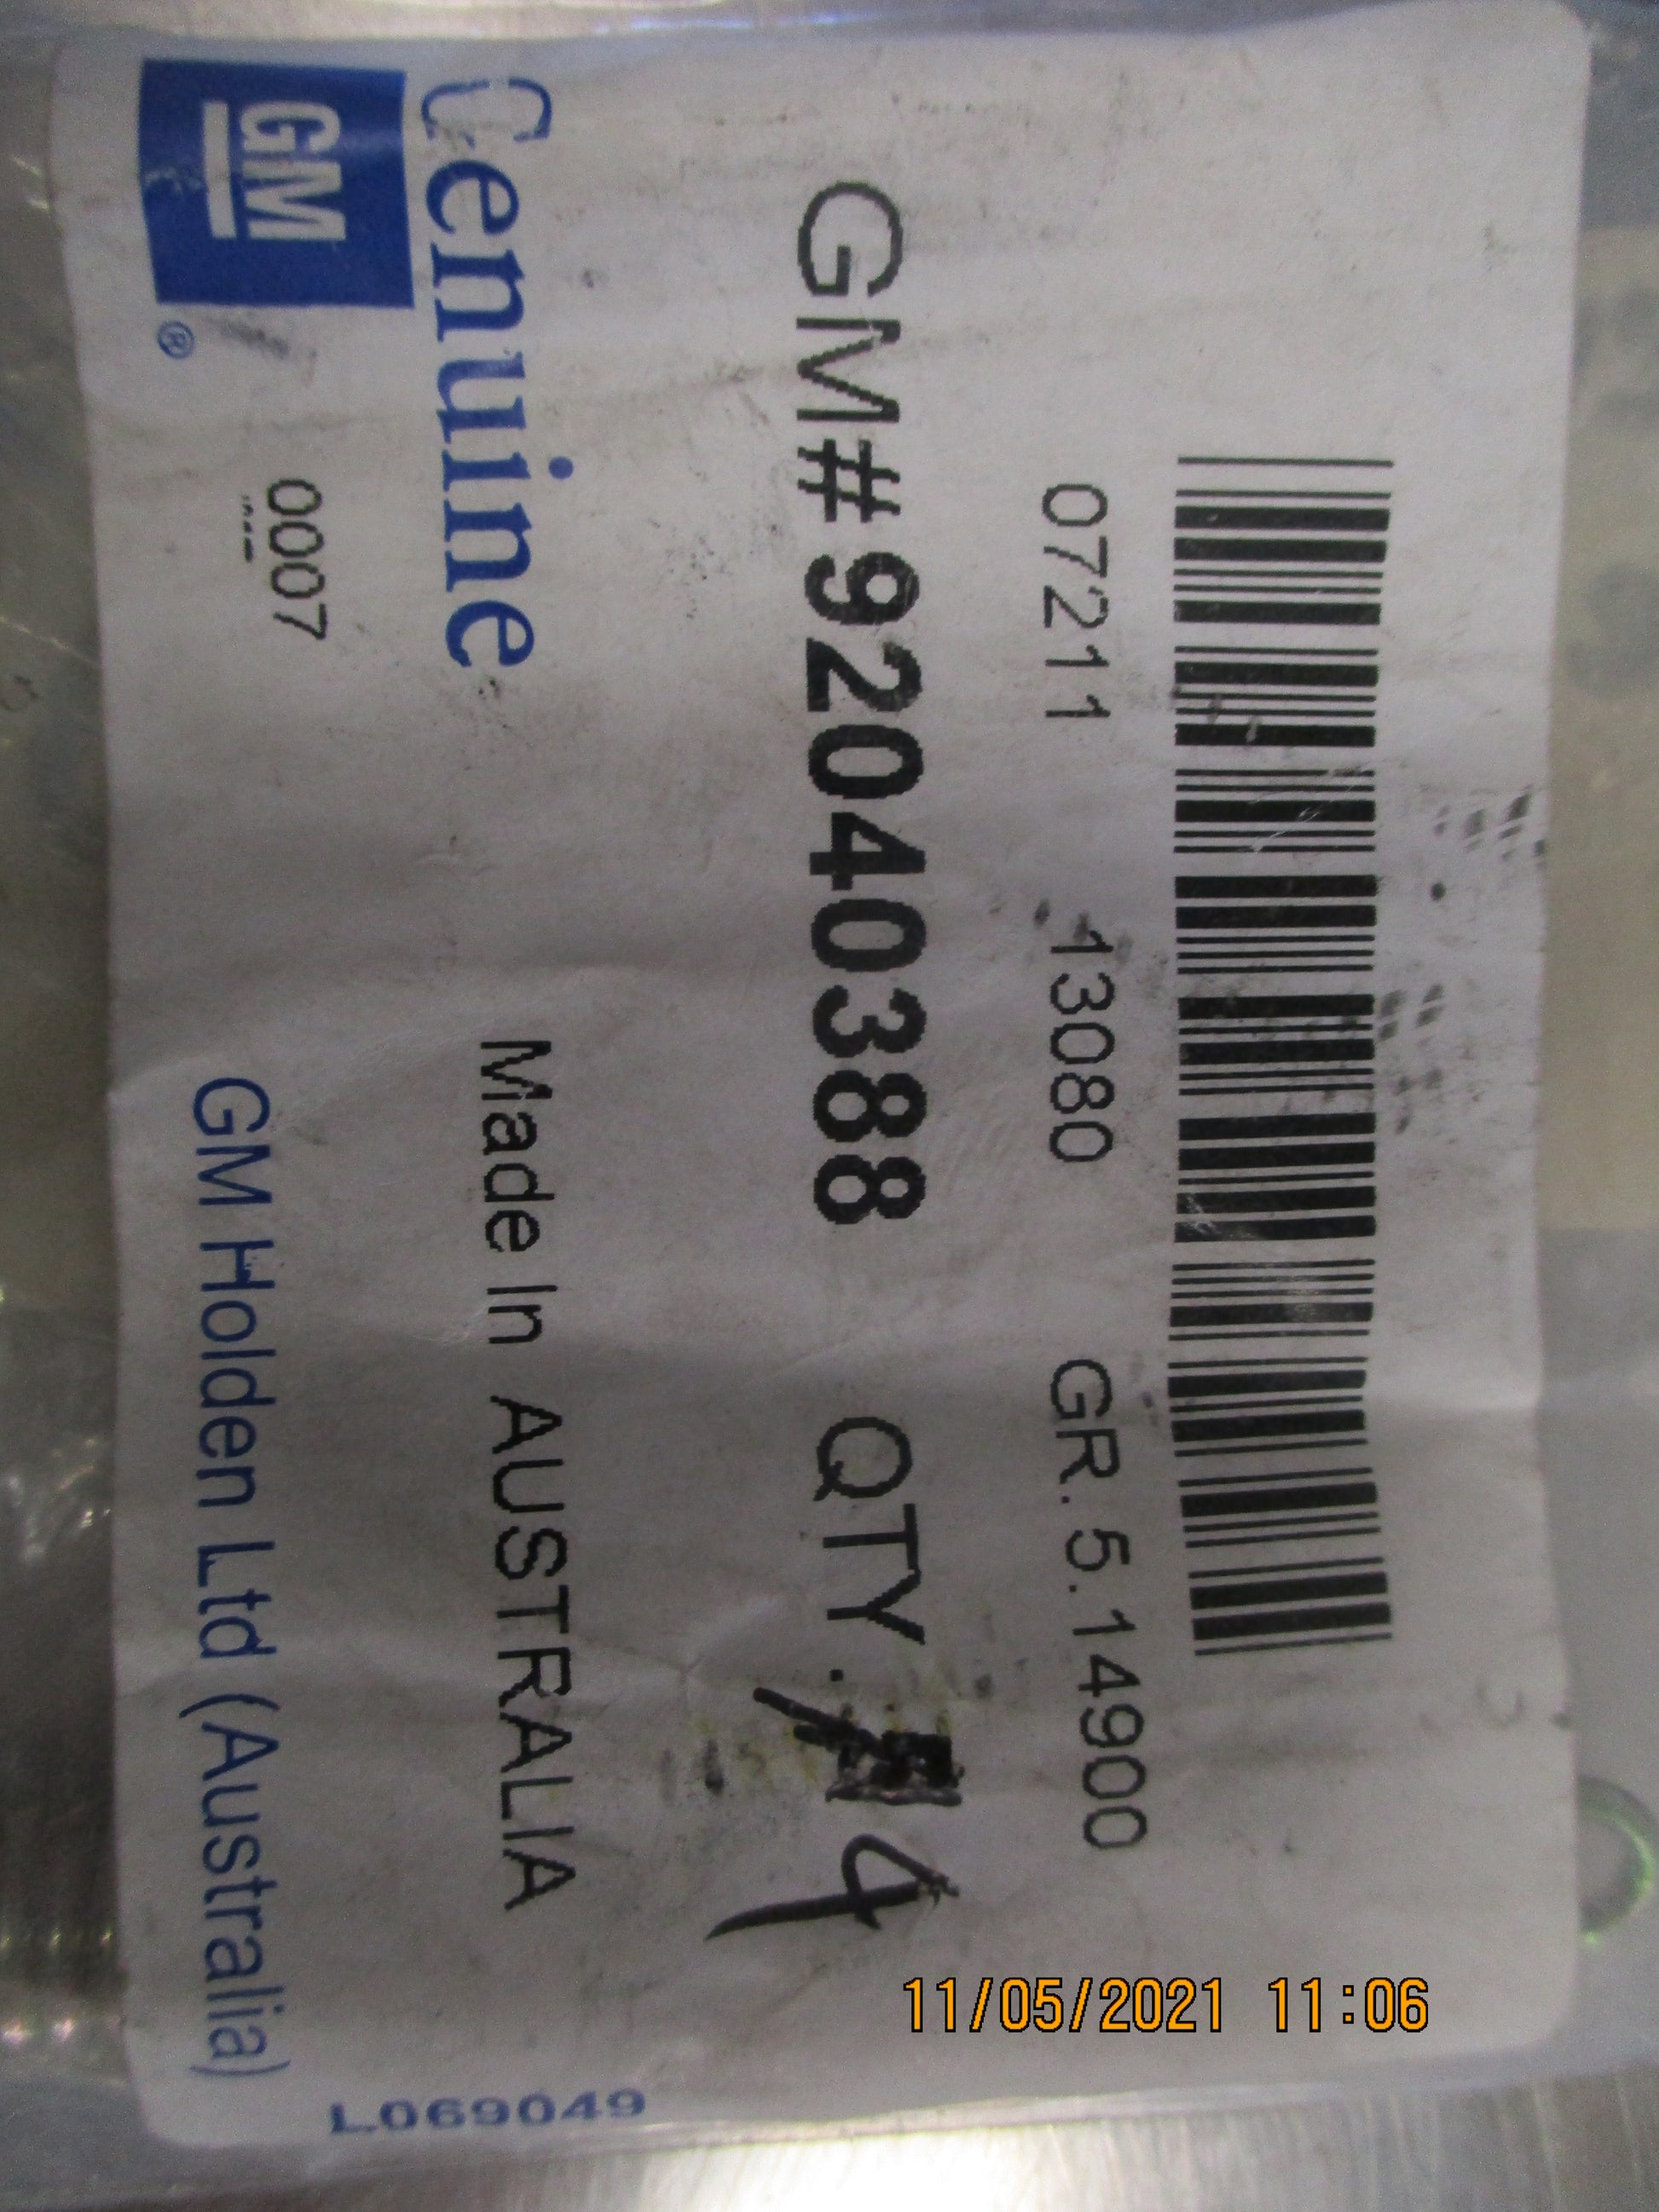 07211 13080 GR.5.14900
GM#92040388 QTY. 4
Genuine
Made In AUSTRALIA
GM ®
0007
GM Holden Ltd (Australia)
L069049
11/05/2021 11:06